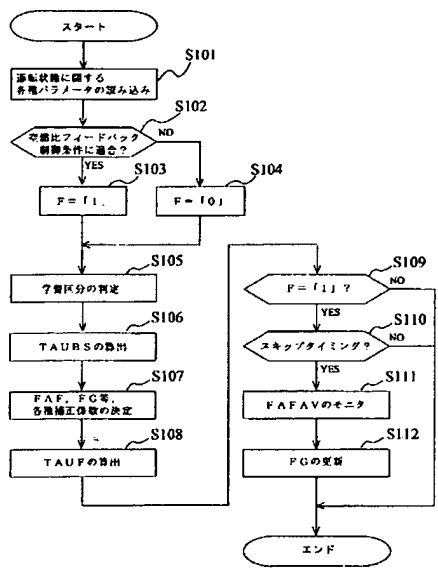 スタート
S101
運転状態に関する
各種パラメータの読み込み
S102
空燃比フィードバック
制御条件に適合?
NO
YES
S103
F=「1」
S104
F=「0」
S105
学習区分の判定
S106
TAUBSの算出
S107
FAF,FG等,
各種補正係数の決定
S108
TAUFの算出
S109
F=「1」?
NO
YES
S110
スキップタイミング?
NO
YES
S111
FAFAVのモニタ
S112
FGの更新
エンド